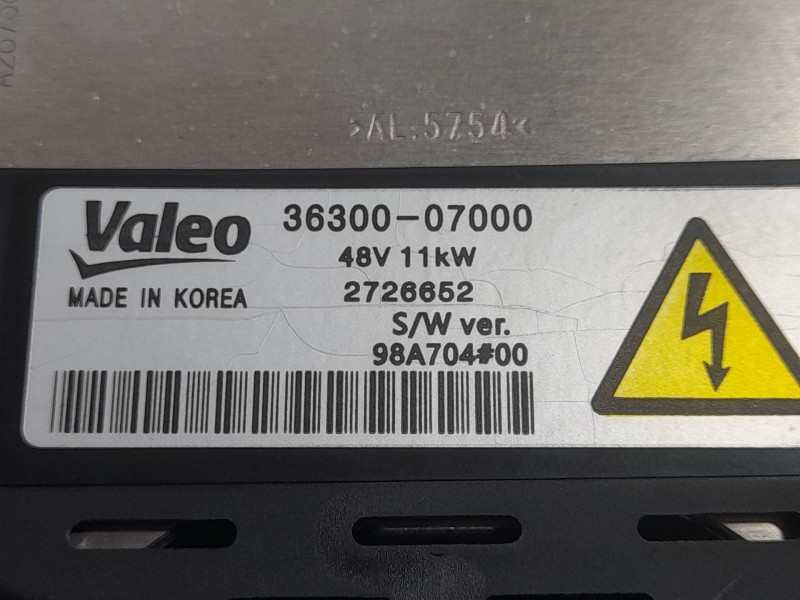 >AL:5754<
Valeo
36300-07000
48V 11kW
MADE IN KOREA
2726652
S/W ver.
98A704#00